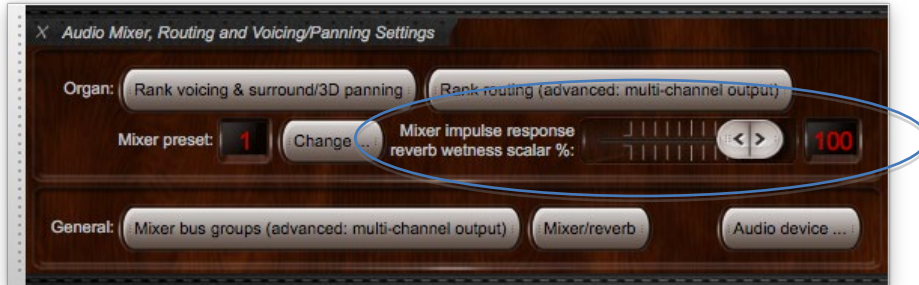 X Audio Mixer, Routing and Voicing/Panning Settings
Organ: Rank voicing & surround/3D panning Rank routing (advanced: multi-channel output)
Mixer preset: 1 Change ... Mixer impulse response
reverb wetness scalar %: < > 100
General: Mixer bus groups (advanced: multi-channel output) Mixer/reverb Audio device ...